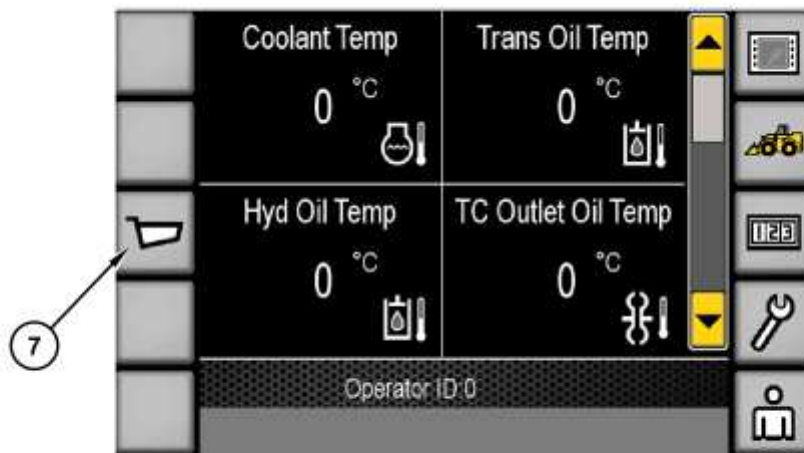 Coolant Temp
0 °C
Trans Oil Temp
0 °C
Hyd Oil Temp
0 °C
TC Outlet Oil Temp
0 °C
123
7
Operator ID:0